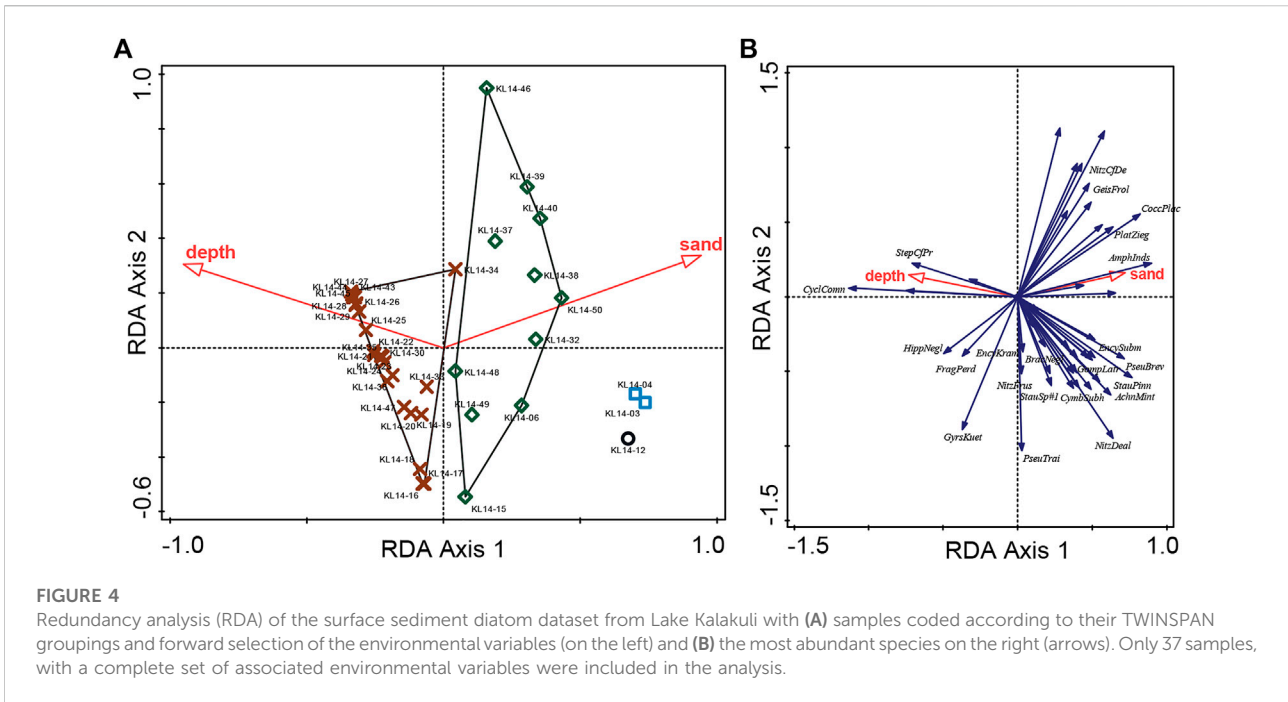 A
1.0
RDA Axis 2
-0.6
-1.0
RDA Axis 1
1.0
depth
sand
KL14-46
KL14-39
KL14-40
KL14-37
KL14-34
KL14-38
KL14-50
KL14-32
KL14-48
KL14-49
KL14-06
KL14-15
KL14-04
KL14-03
KL14-12
KL14-27
KL14-43
KL14-26
KL14-28
KL14-29
KL14-25
KL14-22
KL14-30
KL14-24
KL14-36
KL14-47
KL14-20
KL14-19
KL14-18
KL14-17
KL14-16
B
1.5
RDA Axis 2
-1.5
-1.5
RDA Axis 1
1.0
NitzCfDe
GeisFrol
CoccPlac
PlatZieg
AmphInds
sand
StepCfPr
depth
CyclComm
HippNegl
FragPerd
EncyKram
BracNegl
EncySubm
PseuBrev
GompLatr
NitzFrus
StauPinn
StauSp#1
CymbSubh
AchnMint
GyrsKuet
NitzDeal
PseuTrai
FIGURE 4
Redundancy analysis (RDA) of the surface sediment diatom dataset from Lake Kalakuli with (A) samples coded according to their TWINSPAN
groupings and forward selection of the environmental variables (on the left) and (B) the most abundant species on the right (arrows). Only 37 samples,
with a complete set of associated environmental variables were included in the analysis.